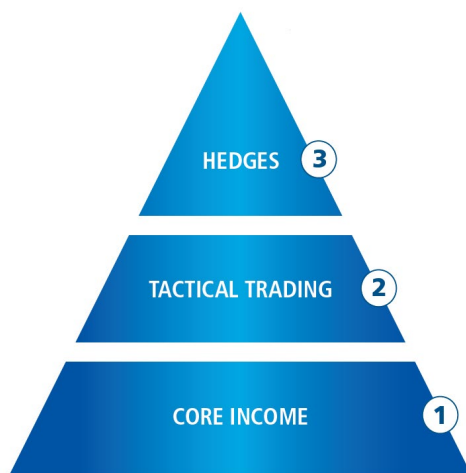 HEDGES 3
TACTICAL TRADING 2
CORE INCOME 1